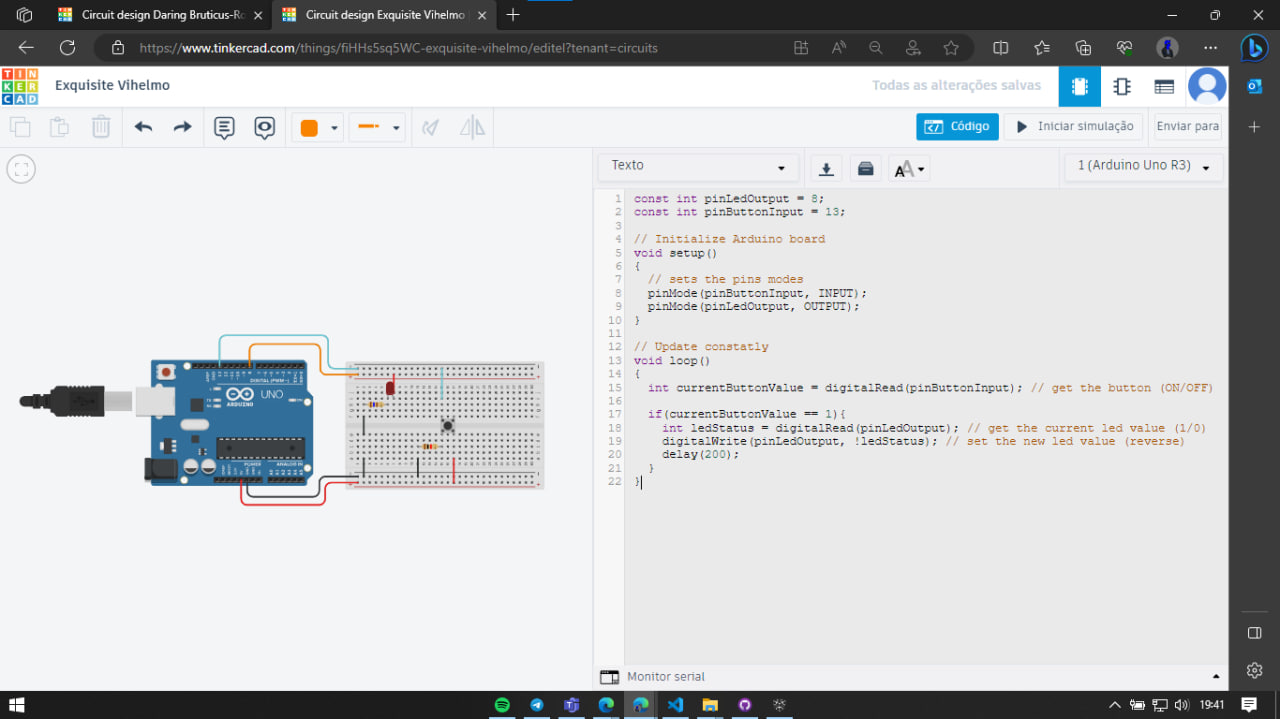 Circuit design Daring Bruticus-Ro
Circuit design Exquisite Vihelmo
https://www.tinkercad.com/things/fiHHs5sq5WC-exquisite-vihelmo/editel?tenant=circuits
TIN
KER
CAD
Exquisite Vihelmo
Todas as alterações salvas
Código
Iniciar simulação
Enviar para
Texto
1 (Arduino Uno R3)
1 const int pinLedOutput = 8;
2 const int pinButtonInput = 13;
3
4 // Initialize Arduino board
5 void setup()
6 {
7 // sets the pins modes
8 pinMode(pinButtonInput, INPUT);
9 pinMode(pinLedOutput, OUTPUT);
10 }
11
12 // Update constatly
13 void loop()
14 {
15 int currentButtonValue = digitalRead(pinButtonInput); // get the button (ON/OFF)
16
17 if(currentButtonValue == 1){
18 int ledStatus = digitalRead(pinLedOutput); // get the current led value (1/0)
19 digitalWrite(pinLedOutput, !ledStatus); // set the new led value (reverse)
20 delay(200);
21 }
22 }
DIGITAL (PWM~)
UNO
ARDUINO
POWER
ANALOG IN
Monitor serial
19:41